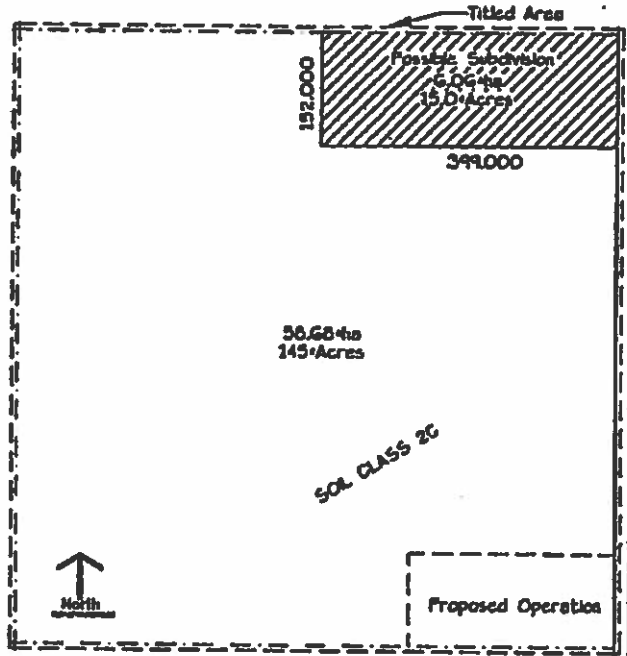 Titled Area
Possible Subdivision
6.06±ha
15.0±Acres
152.000
399.000
58.68±ha
145±Acres
SOIL CLASS 2C
North
Proposed Operation